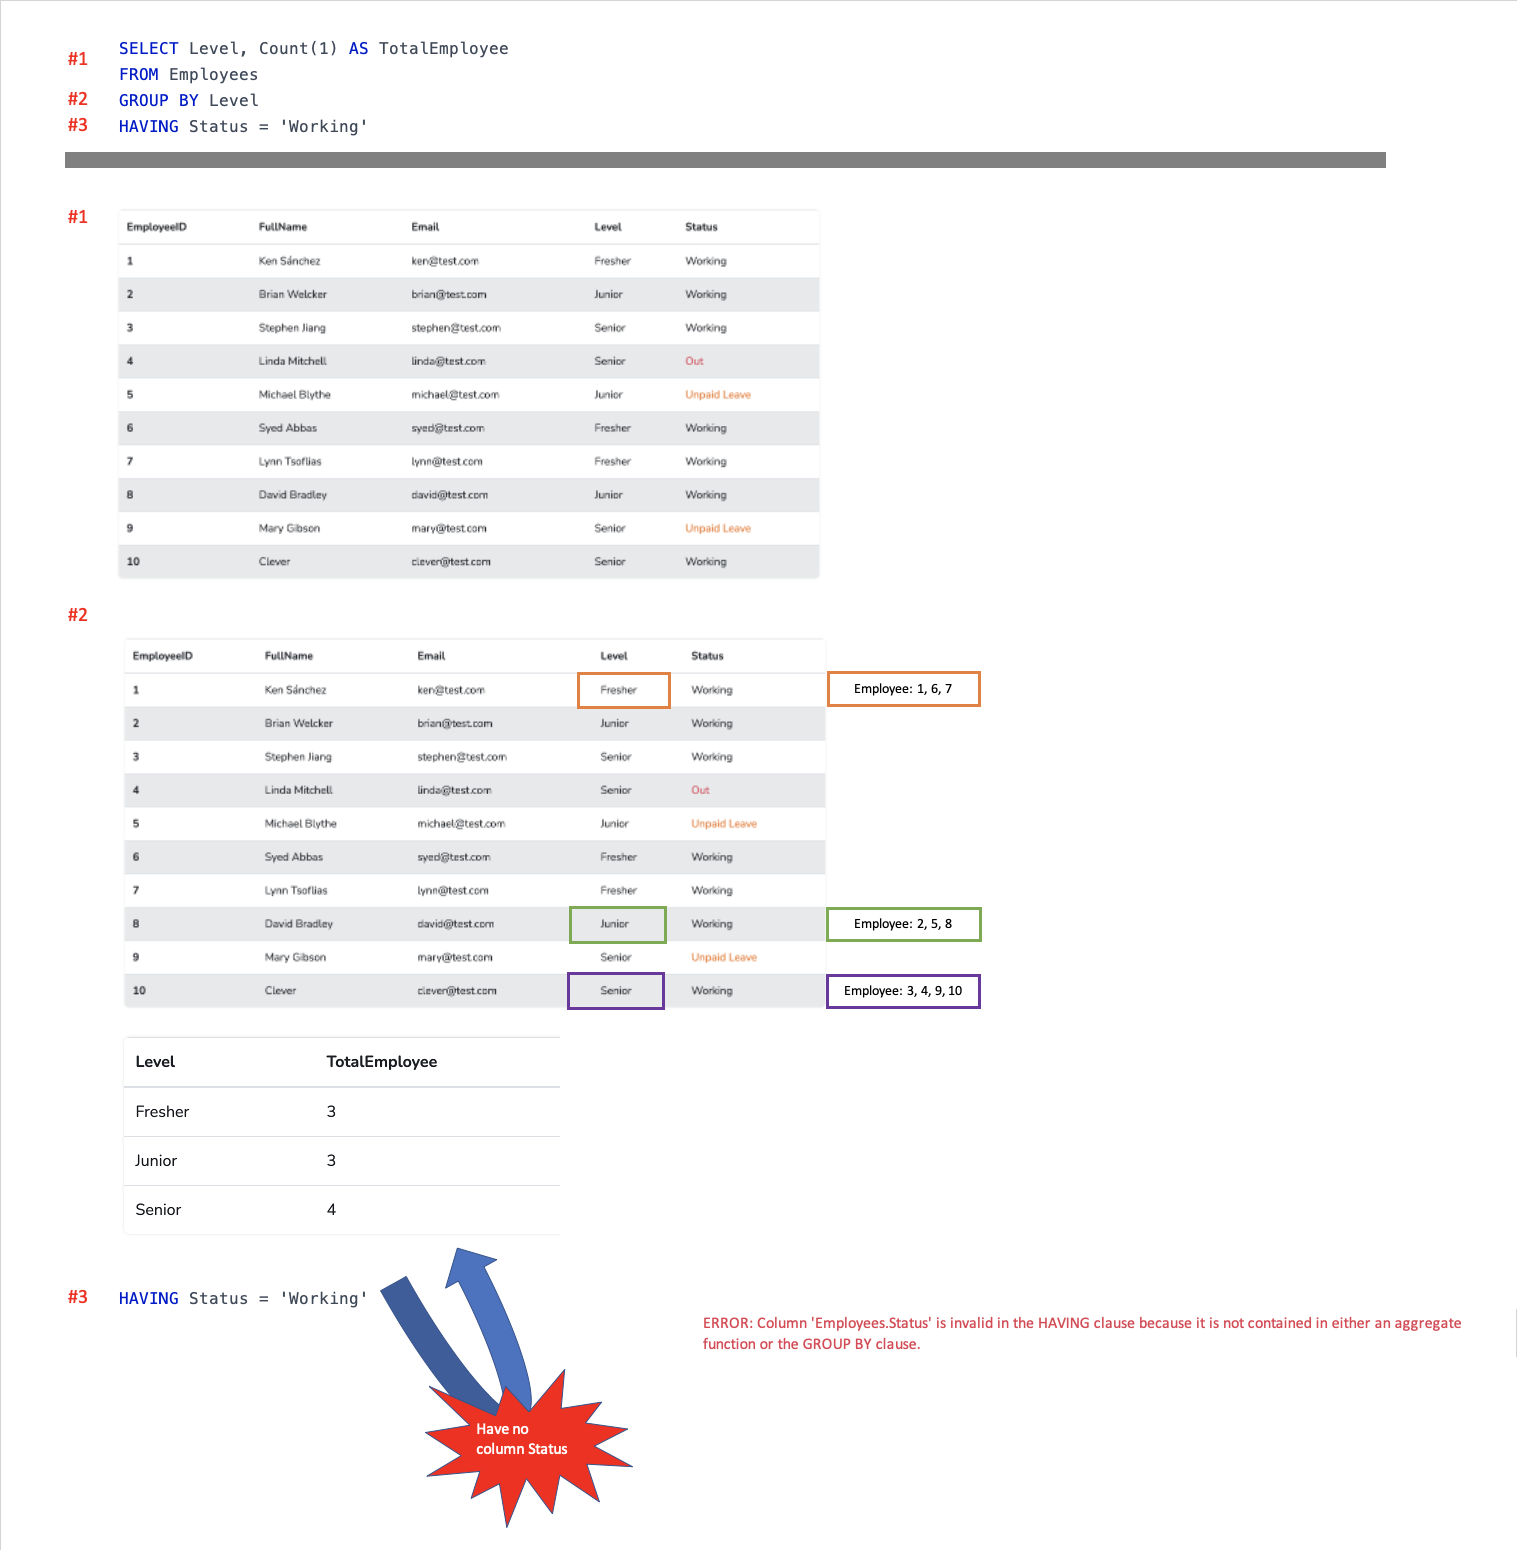 #1
SELECT Level, Count(1) AS TotalEmployee
FROM Employees
#2 GROUP BY Level
#3 HAVING Status = 'Working'
#1
EmployeeID FullName Email Level Status
1 Ken Sánchez ken@test.com Fresher Working
2 Brian Welcker brian@test.com Junior Working
3 Stephen Jiang stephen@test.com Senior Working
4 Linda Mitchell linda@test.com Senior Out
5 Michael Blythe michael@test.com Junior Unpaid Leave
6 Syed Abbas syed@test.com Fresher Working
7 Lynn Tsoflias lynn@test.com Fresher Working
8 David Bradley david@test.com Junior Working
9 Mary Gibson mary@test.com Senior Unpaid Leave
10 Clever clever@test.com Senior Working
#2
EmployeeID FullName Email Level Status
1 Ken Sánchez ken@test.com Fresher Working Employee: 1, 6, 7
2 Brian Welcker brian@test.com Junior Working
3 Stephen Jiang stephen@test.com Senior Working
4 Linda Mitchell linda@test.com Senior Out
5 Michael Blythe michael@test.com Junior Unpaid Leave
6 Syed Abbas syed@test.com Fresher Working
7 Lynn Tsoflias lynn@test.com Fresher Working
8 David Bradley david@test.com Junior Working Employee: 2, 5, 8
9 Mary Gibson mary@test.com Senior Unpaid Leave
10 Clever clever@test.com Senior Working Employee: 3, 4, 9, 10
Level TotalEmployee
Fresher 3
Junior 3
Senior 4
#3 HAVING Status = 'Working'
ERROR: Column 'Employees.Status' is invalid in the HAVING clause because it is not contained in either an aggregate
function or the GROUP BY clause.
Have no
column Status